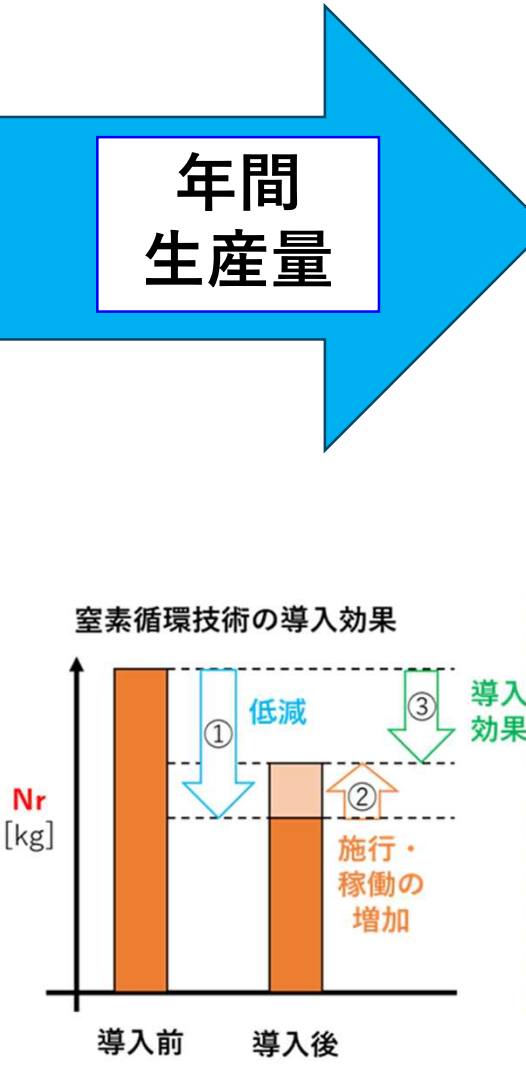 年間
生産量
窒素循環技術の導入効果
① 低減
③ 導入
効果
Nr
[kg]
②
施行・
稼働の
増加
導入前 導入後